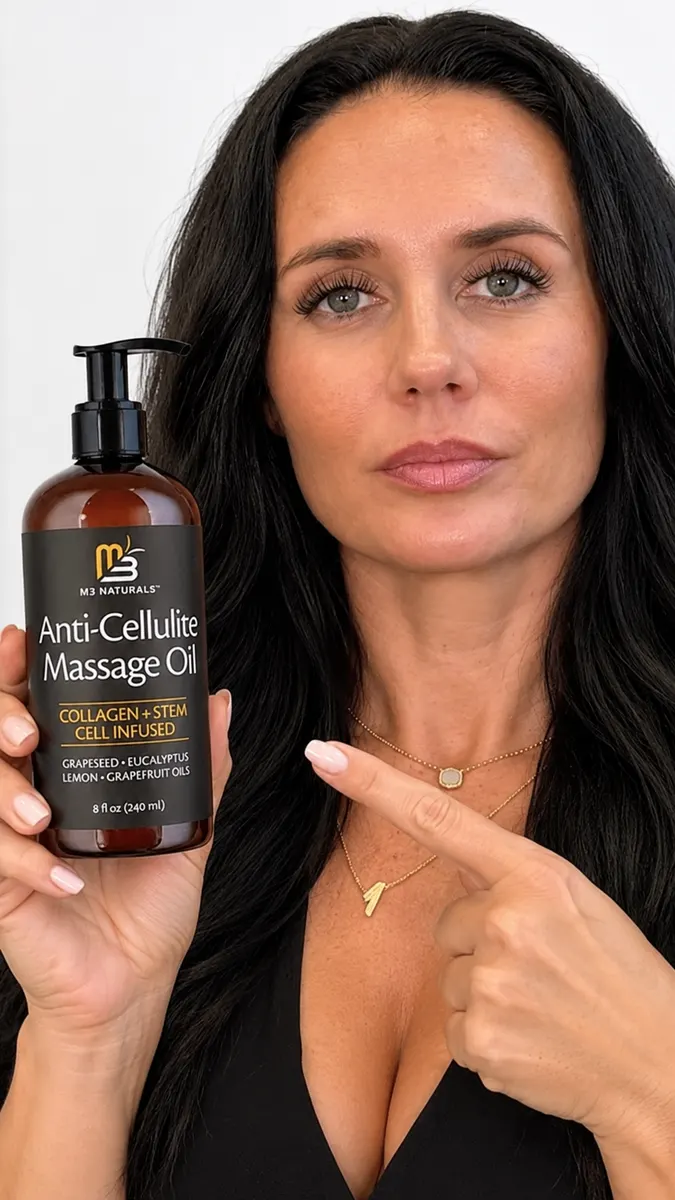 M3
M3 NATURALS™
Anti-Cellulite
Massage Oil
COLLAGEN + STEM
CELL INFUSED
GRAPESEED • EUCALYPTUS
LEMON • GRAPEFRUIT OILS
8 fl oz (240 ml)